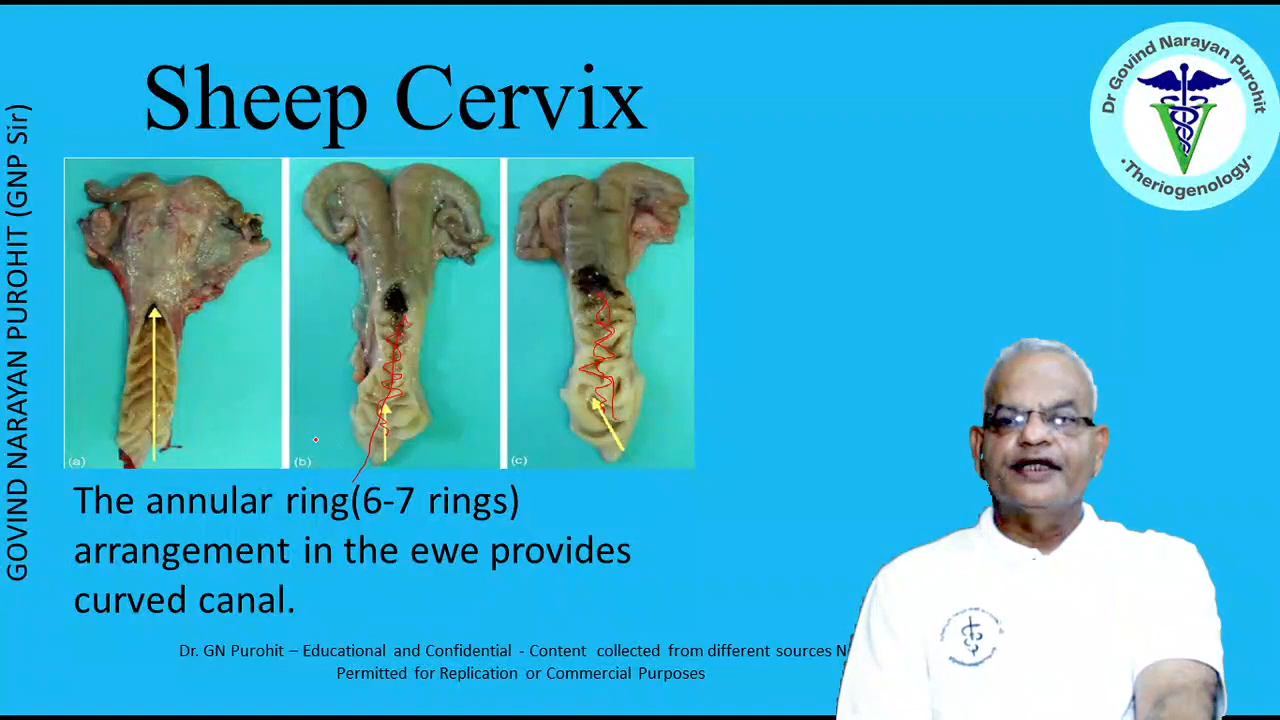 Sheep Cervix
GOVIND NARAYAN PUROHIT (GNP Sir)
Dr Govind Narayan Purohit
•Theriogenology•
(a)
(b)
(c)
The annular ring(6-7 rings)
arrangement in the ewe provides
curved canal.
Dr. GN Purohit – Educational and Confidential - Content collected from different sources N
Permitted for Replication or Commercial Purposes